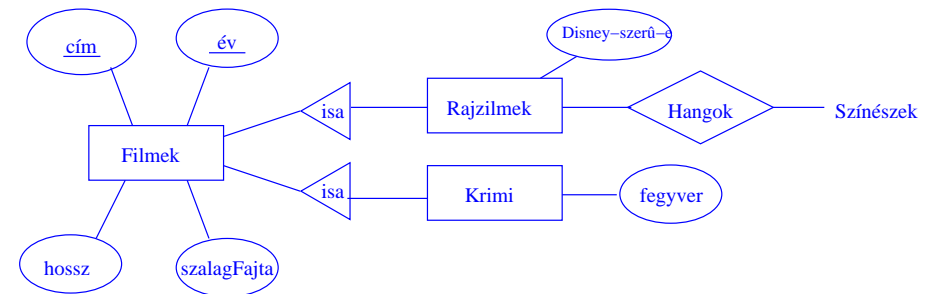 cím
év
Disney−szerû−e
isa
Rajzilmek
Hangok
Színészek
Filmek
isa
Krimi
fegyver
hossz
szalagFajta